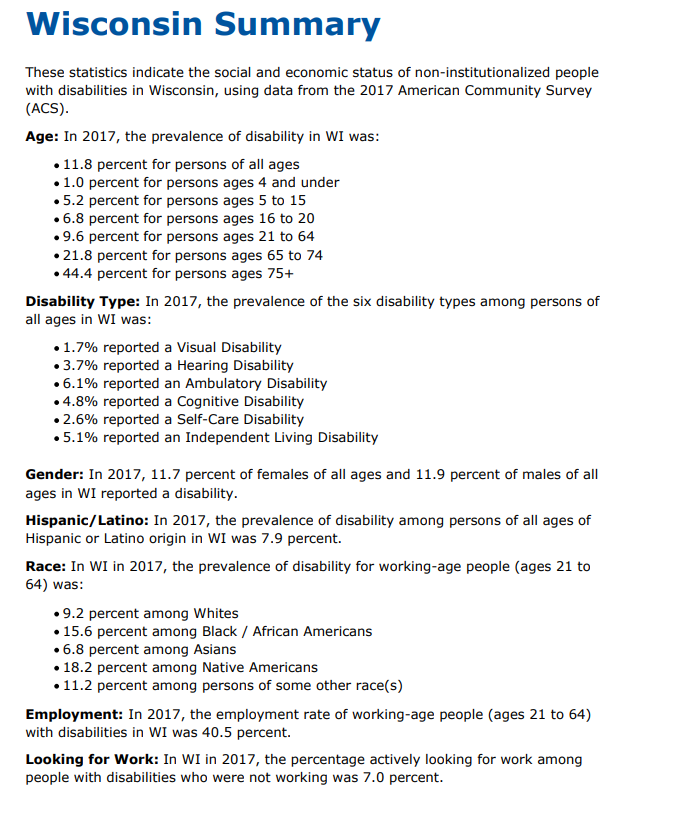 Wisconsin Summary
These statistics indicate the social and economic status of non-institutionalized people
with disabilities in Wisconsin, using data from the 2017 American Community Survey
(ACS).
Age: In 2017, the prevalence of disability in WI was:
• 11.8 percent for persons of all ages
• 1.0 percent for persons ages 4 and under
• 5.2 percent for persons ages 5 to 15
• 6.8 percent for persons ages 16 to 20
• 9.6 percent for persons ages 21 to 64
• 21.8 percent for persons ages 65 to 74
• 44.4 percent for persons ages 75+
Disability Type: In 2017, the prevalence of the six disability types among persons of
all ages in WI was:
• 1.7% reported a Visual Disability
• 3.7% reported a Hearing Disability
• 6.1% reported an Ambulatory Disability
• 4.8% reported a Cognitive Disability
• 2.6% reported a Self-Care Disability
• 5.1% reported an Independent Living Disability
Gender: In 2017, 11.7 percent of females of all ages and 11.9 percent of males of all
ages in WI reported a disability.
Hispanic/Latino: In 2017, the prevalence of disability among persons of all ages of
Hispanic or Latino origin in WI was 7.9 percent.
Race: In WI in 2017, the prevalence of disability for working-age people (ages 21 to
64) was:
• 9.2 percent among Whites
• 15.6 percent among Black / African Americans
• 6.8 percent among Asians
• 18.2 percent among Native Americans
• 11.2 percent among persons of some other race(s)
Employment: In 2017, the employment rate of working-age people (ages 21 to 64)
with disabilities in WI was 40.5 percent.
Looking for Work: In WI in 2017, the percentage actively looking for work among
people with disabilities who were not working was 7.0 percent.